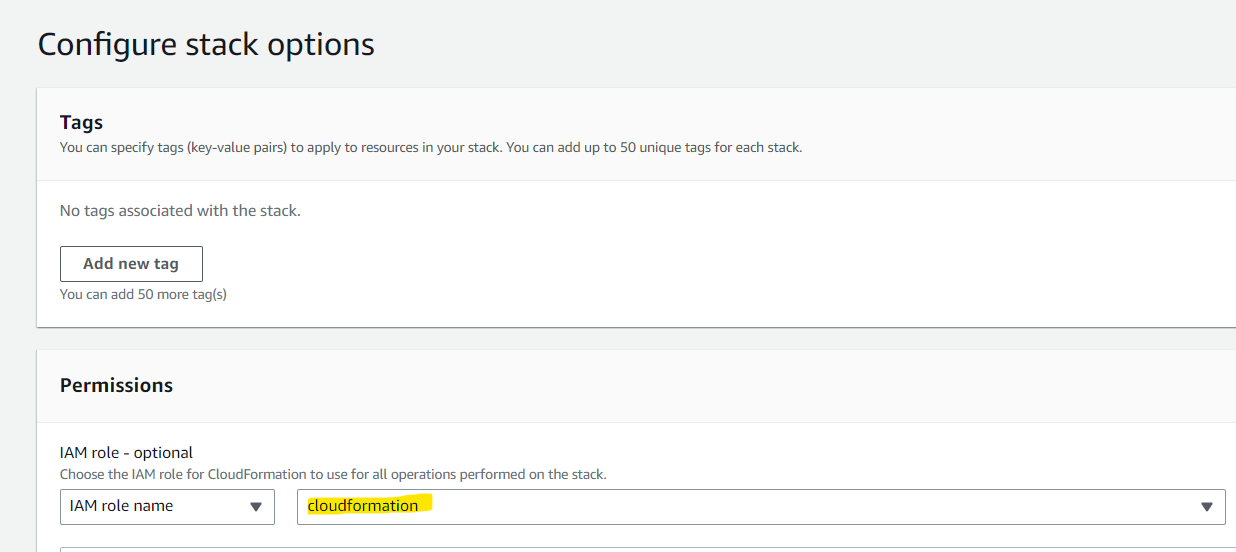 Configure stack options
Tags
You can specify tags (key-value pairs) to apply to resources in your stack. You can add up to 50 unique tags for each stack.
No tags associated with the stack.
Add new tag
You can add 50 more tag(s)
Permissions
IAM role - optional
Choose the IAM role for CloudFormation to use for all operations performed on the stack.
IAM role name
cloudformation